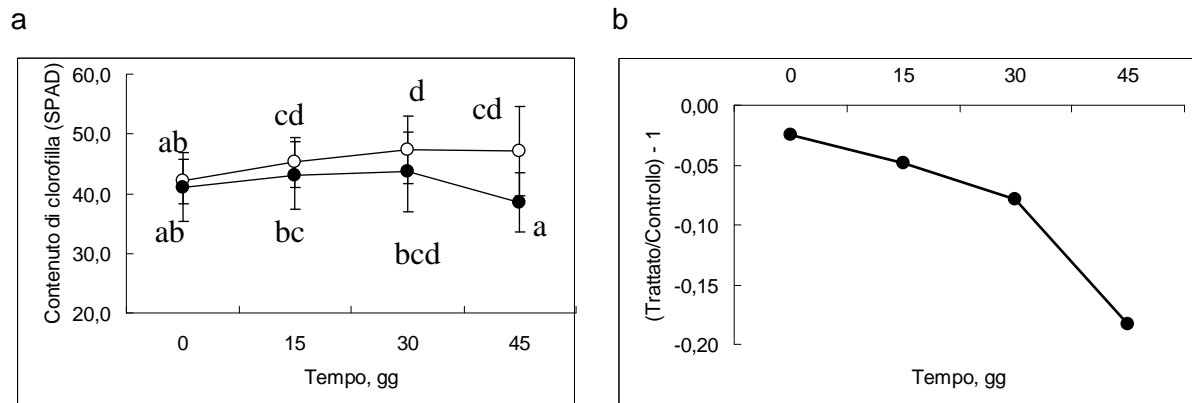 a
Contenuto di clorofilla (SPAD)
60,0
50,0
40,0
30,0
20,0
ab
cd
d
cd
ab
bc
bcd
a
0 15 30 45
Tempo, gg
b
(Trattato/Controllo) - 1
0 15 30 45
0,00
-0,05
-0,10
-0,15
-0,20
Tempo, gg